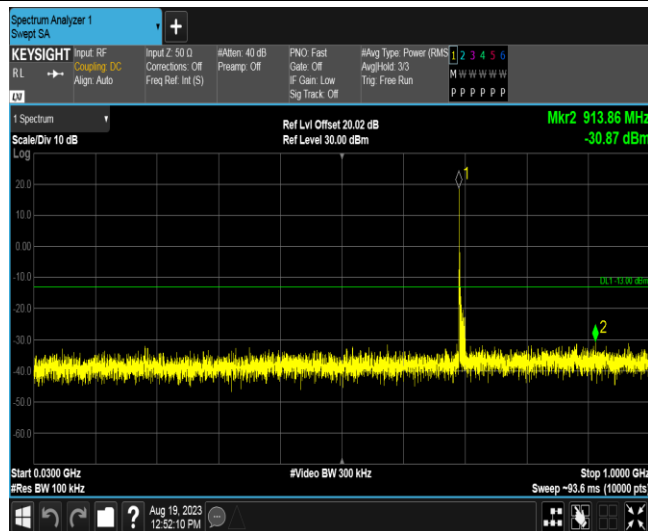 Spectrum Analyzer 1
Swept SA
+
KEYSIGHT
RL
LXI
Input: RF
Coupling: DC
Align: Auto
Input Z: 50 Ω
Corrections: Off
Freq Ref: Int (S)
#Atten: 40 dB
Preamp: Off
PNO: Fast
Gate: Off
IF Gain: Low
Sig Track: Off
#Avg Type: Power (RMS
Avg|Hold: 3/3
Trig: Free Run
1 2 3 4 5 6
M W W W W W
P P P P P P
1 Spectrum
Scale/Div 10 dB
Ref Lvl Offset 20.02 dB
Ref Level 30.00 dBm
Mkr2 913.86 MHz
-30.87 dBm
Log
20.0
10.0
0.00
-10.0
-20.0
-30.0
-40.0
-50.0
-60.0
1
DL1 -13.00 dBm
2
Start 0.0300 GHz
#Res BW 100 kHz
#Video BW 300 kHz
Stop 1.0000 GHz
Sweep ~93.6 ms (10000 pts)
?
Aug 19, 2023
12:52:10 PM